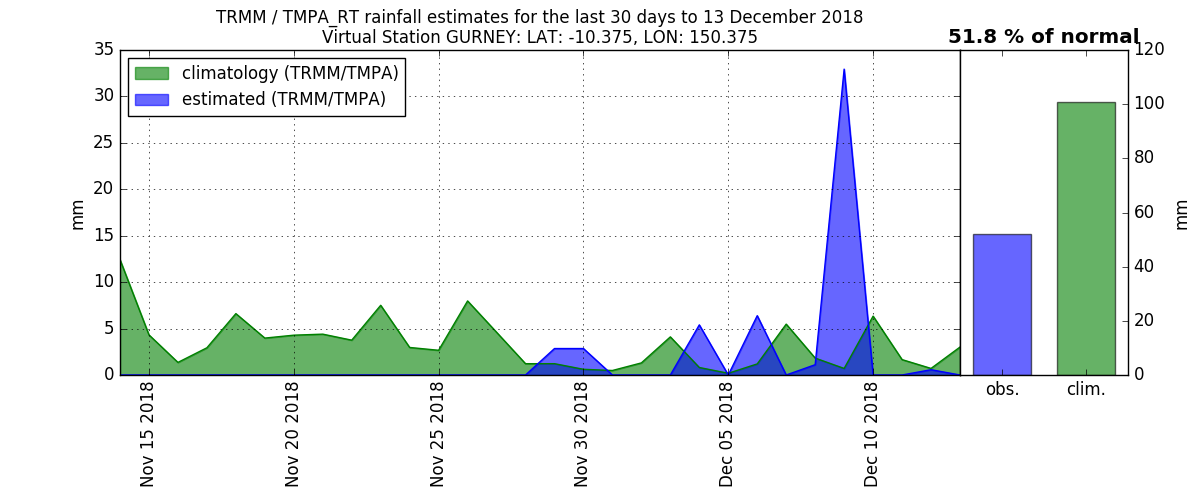 TRMM / TMPA_RT rainfall estimates for the last 30 days to 13 December 2018
Virtual Station GURNEY: LAT: -10.375, LON: 150.375
51.8 % of normal
climatology (TRMM/TMPA)
estimated (TRMM/TMPA)
35
30
25
20
15
10
5
0
mm
Nov 15 2018
Nov 20 2018
Nov 25 2018
Nov 30 2018
Dec 05 2018
Dec 10 2018
120
100
80
60
40
20
0
mm
obs.
clim.